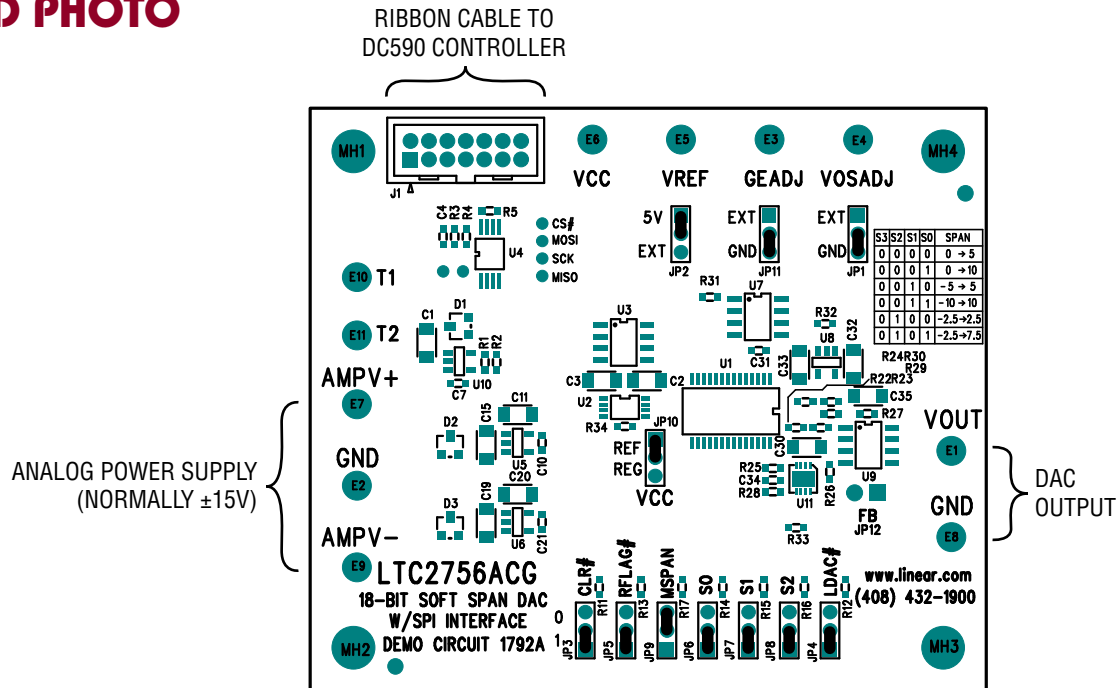 D PHOTO
RIBBON CABLE TO
DC590 CONTROLLER
MH1
J1
E6
VCC
E5
VREF
E3
GEADJ
E4
VOSADJ
MH4
C4
R3
R4
R5
U4
CS#
MOSI
SCK
MISO
5V
EXT
JP2
EXT
GND
JP11
EXT
GND
JP1
S3 S2 S1 S0 SPAN
0 0 0 0 0→5
0 0 0 1 0→10
0 0 1 1 -5→5
0 0 1 1 -10→10
0 1 0 0 -2.5→2.5
0 1 0 1 -2.5→7.5
E10 T1
E11 T2
C1
D1
R1
R2
U10
C7
U3
R31
U7
C31
R32
U8
C32
C33
R24R30
R29
R22R23
C35
R27
AMPV+
E7
GND
E2
AMPV-
E9
ANALOG POWER SUPPLY
(NORMALLY ±15V)
D2
C15
C11
U5
C10
C20
D3
C19
U6
C21
C3
C2
U2
R34
U1
JP10
REF
REG
VCC
C30
R25
C34
R28
U11
R26
U9
FB
JP12
R33
VOUT
E1
GND
E8
DAC
OUTPUT
LTC2756ACG
18-BIT SOFT SPAN DAC
W/SPI INTERFACE
DEMO CIRCUIT 1792A
0
1
CLR#
R11
JP3
RFLAG#
R13
JP5
MSPAN
R17
JP9
S0
R14
JP6
S1
R15
JP7
S2
R16
JP8
LDAC#
R12
JP4
www.linear.com
(408) 432-1900
MH2
MH3